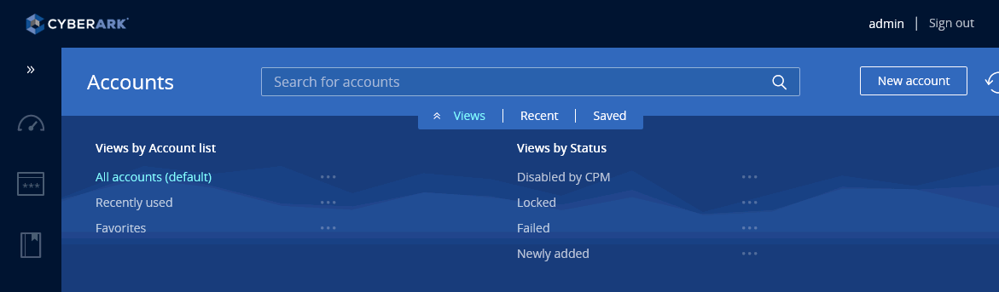 CYBERARK
admin | Sign out
»
Accounts
Search for accounts
New account
Views | Recent | Saved
Views by Account list
Views by Status
All accounts (default) •••
Disabled by CPM •••
Recently used •••
Locked •••
Favorites •••
Failed •••
Newly added •••
***